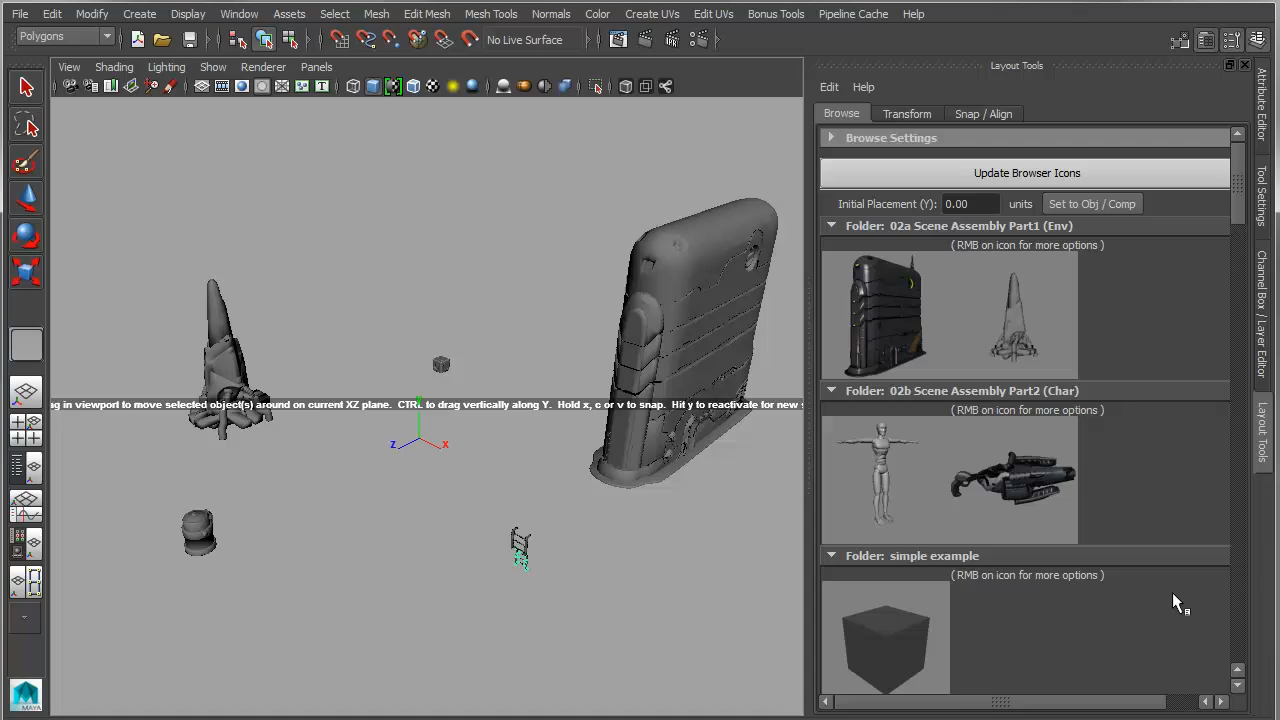 File Edit Modify Create Display Window Assets Select Mesh Edit Mesh Mesh Tools Normals Color Create UVs Edit UVs Bonus Tools Pipeline Cache Help
Polygons No Live Surface
View Shading Lighting Show Renderer Panels
Layout Tools
Edit Help
Browse Transform Snap / Align
Browse Settings
Update Browser Icons
Initial Placement (Y): 0.00 units Set to Obj / Comp
Folder: 02a Scene Assembly Part1 (Env)
(RMB on icon for more options )
Folder: 02b Scene Assembly Part2 (Char)
(RMB on icon for more options )
Folder: simple example
(RMB on icon for more options )
ag in viewport to move selected object(s) around on current XZ plane. CTRL to drag vertically along Y. Hold x, c or v to snap. Hit y to reactivate for new s
Y
Z X
Attribute Editor
Tool Settings
Channel Box / Layer Editor
Layout Tools
MAYA